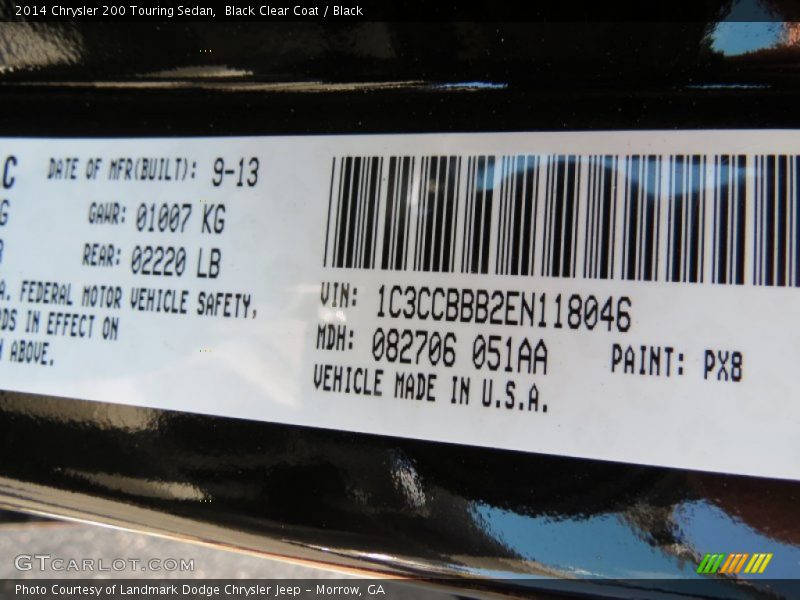 2014 Chrysler 200 Touring Sedan,  Black Clear Coat / Black
C DATE OF MFR(BUILT): 9-13
G GAWR: 01007 KG
REAR: 02220 LB
A. FEDERAL MOTOR VEHICLE SAFETY,
DS IN EFFECT ON
ABOVE.
VIN: 1C3CCBBB2EN118046
MDH: 082706 051AA PAINT: PX8
VEHICLE MADE IN U.S.A.
GTCARLOT.COM
Photo Courtesy of Landmark Dodge Chrysler Jeep – Morrow, GA